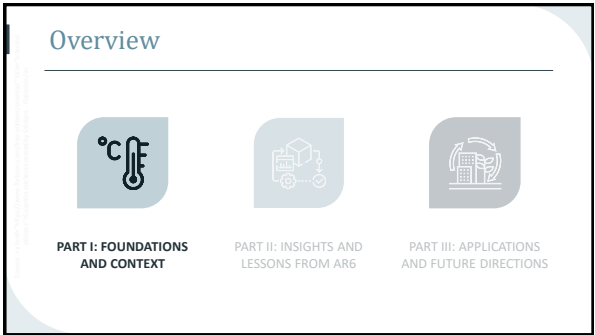 Overview
°C
PART I: FOUNDATIONS
AND CONTEXT
PART II: INSIGHTS AND
LESSONS FROM AR6
PART III: APPLICATIONS
AND FUTURE DIRECTIONS